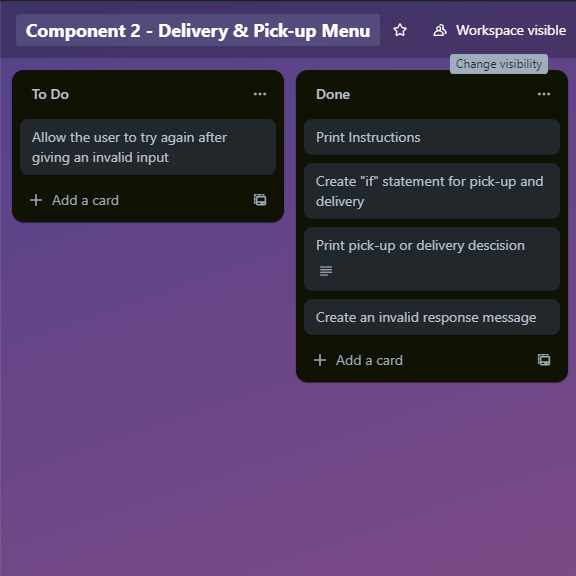 Component 2 - Delivery & Pick-up Menu
Workspace visible
Change visibility
To Do
Allow the user to try again after
giving an invalid input
Add a card
Done
Print Instructions
Create "if" statement for pick-up and
delivery
Print pick-up or delivery descision
Create an invalid response message
Add a card